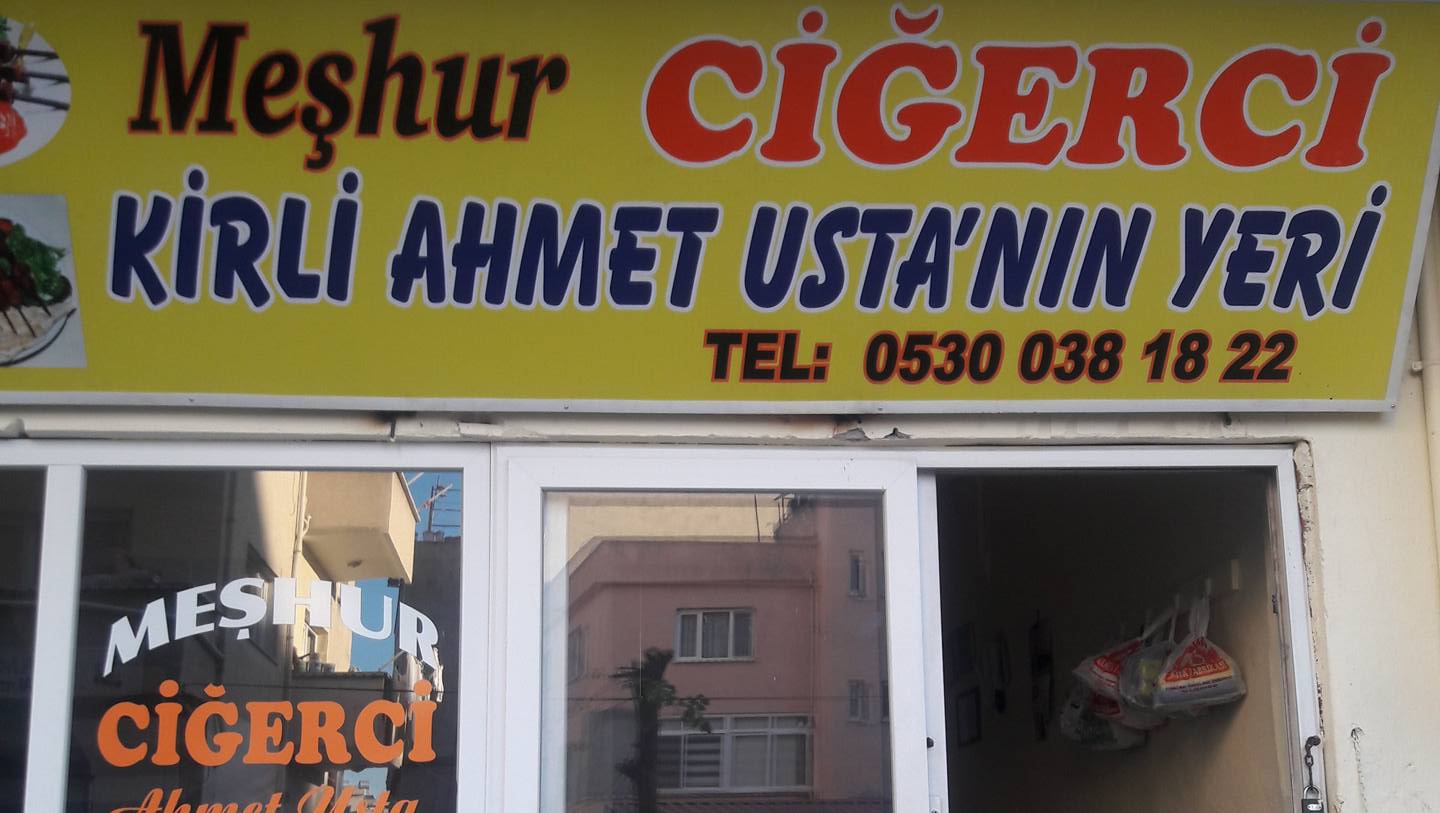 Meşhur CİĞERCİ
KİRLİ AHMET USTA'NIN YERİ
TEL: 0530 038 18 22
MEŞHUR
CİĞERCİ
Ahmet Usta